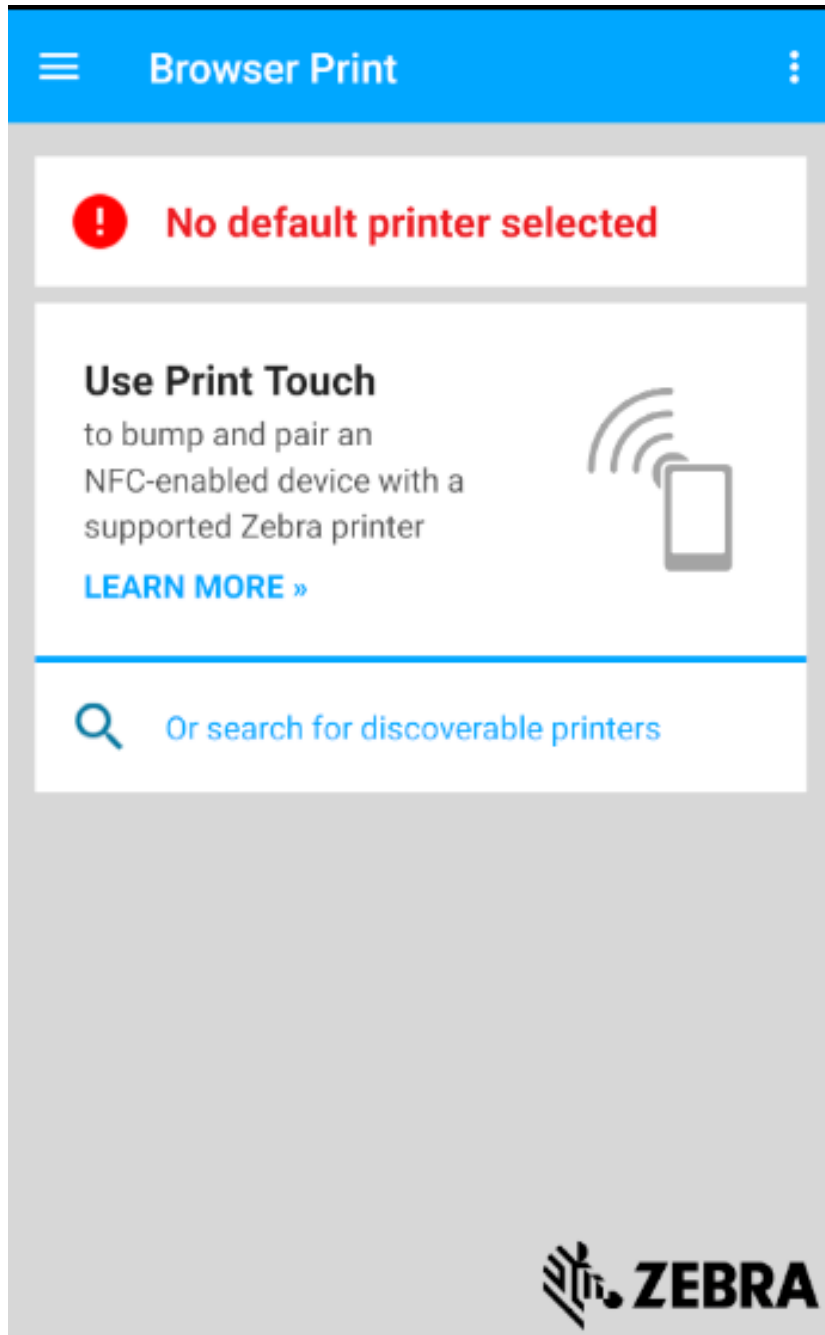 Browser Print
No default printer selected
Use Print Touch
to bump and pair an
NFC-enabled device with a
supported Zebra printer
LEARN MORE »
Or search for discoverable printers
ZEBRA